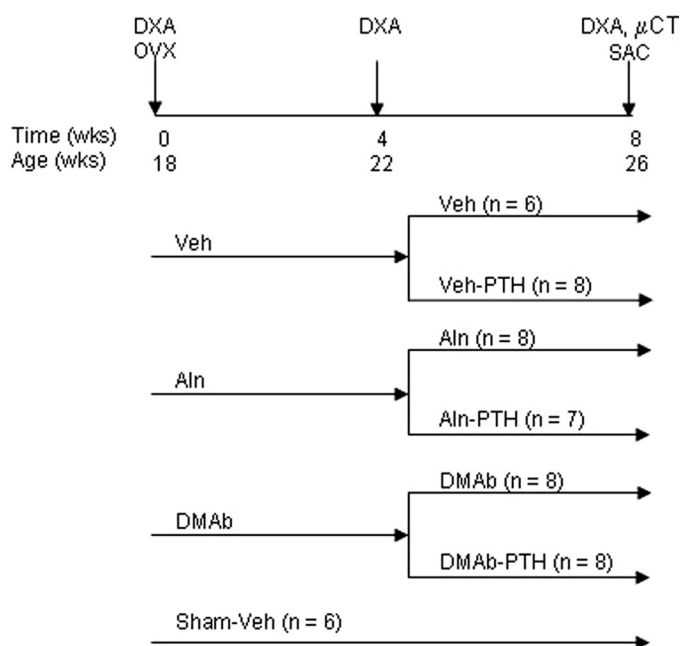 DXA DXA DXA, μCT
OVX SAC
Time (wks) 0 4 8
Age (wks) 18 22 26
Veh (n = 6)
Veh
Veh-PTH (n = 8)
Aln (n = 8)
Aln
Aln-PTH (n = 7)
DMAb (n = 8)
DMAb
DMAb-PTH (n = 8)
Sham-Veh (n = 6)